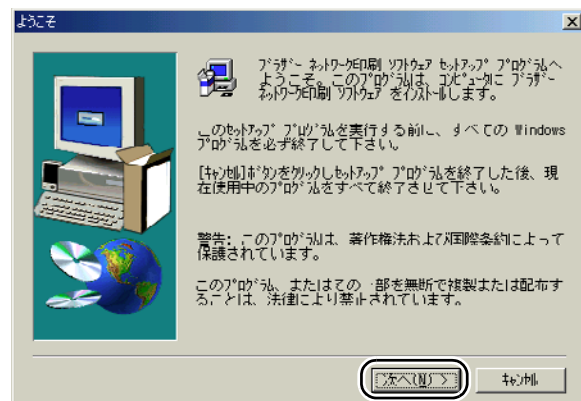 ようこそ
ﾌﾞﾗｻﾞｰ ﾈｯﾄﾜｰｸ印刷 ｿﾌﾄｳｪｱ ｾｯﾄｱｯﾌﾟ ﾌﾟﾛｸﾞﾗﾑへ
ようこそ。このﾌﾟﾛｸﾞﾗﾑは、ｺﾝﾋﾟｭｰﾀに ﾌﾞﾗｻﾞｰ
ﾈｯﾄﾜｰｸ印刷 ｿﾌﾄｳｪｱ をｲﾝｽﾄｰﾙします。
このｾｯﾄｱｯﾌﾟ ﾌﾟﾛｸﾞﾗﾑを実行する前に、すべての Windows
ﾌﾟﾛｸﾞﾗﾑを必ず終了して下さい。
[ｷｬﾝｾﾙ]ﾎﾞﾀﾝをｸﾘｯｸしｾｯﾄｱｯﾌﾟ ﾌﾟﾛｸﾞﾗﾑを終了した後、現
在使用中のﾌﾟﾛｸﾞﾗﾑをすべて終了させて下さい。
警告: このﾌﾟﾛｸﾞﾗﾑは、著作権法および国際条約によって
保護されています。
このﾌﾟﾛｸﾞﾗﾑ、またはその一部を無断で複製または配布す
ることは、法律により禁止されています。
次へ(N) >
ｷｬﾝｾﾙ